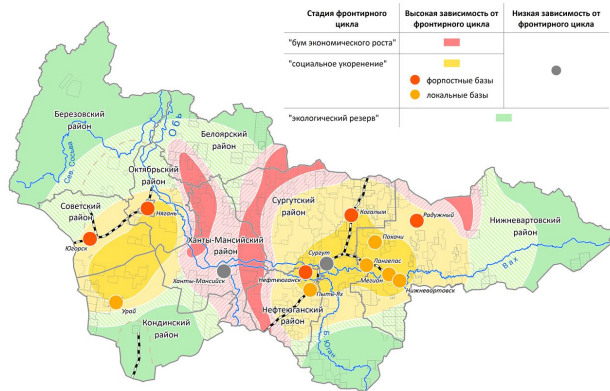 Стадия фронтирного
цикла
Высокая зависимость от
фронтирного цикла
Низкая зависимость от
фронтирного цикла
"бум экономического роста"
"социальное укоренение"
форпостные базы
локальные базы
"экологический резерв"
Березовский
район
Обь
Белоярский
район
Сев. Сосьва
Октябрьский
район
Советский
район
Нягань
Сургутский
район
Когалым
Радужный
Нижневартовский
район
Югорск
Ханты-Мансийский
район
Покачи
Сургут
Лангепас
Вах
Ханты-Мансийск
Нефтеюганск
Мегион
Нижневартовск
Пыть-Ях
Урай
Нефтеюганский
район
Кондинский
район
Б. Юган